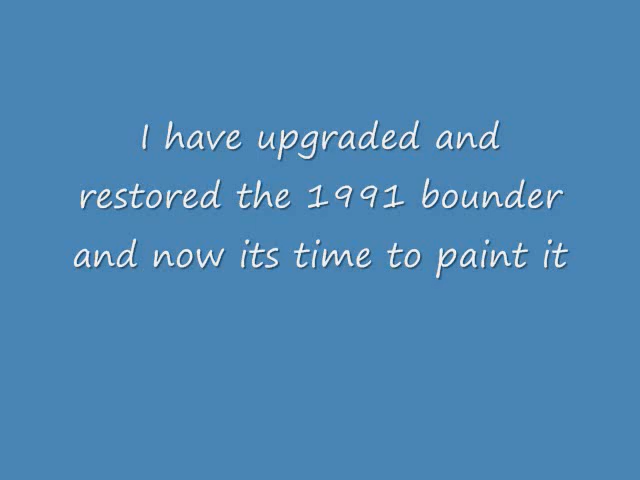 I have upgraded and
restored the 1991 bounder
and now its time to paint it